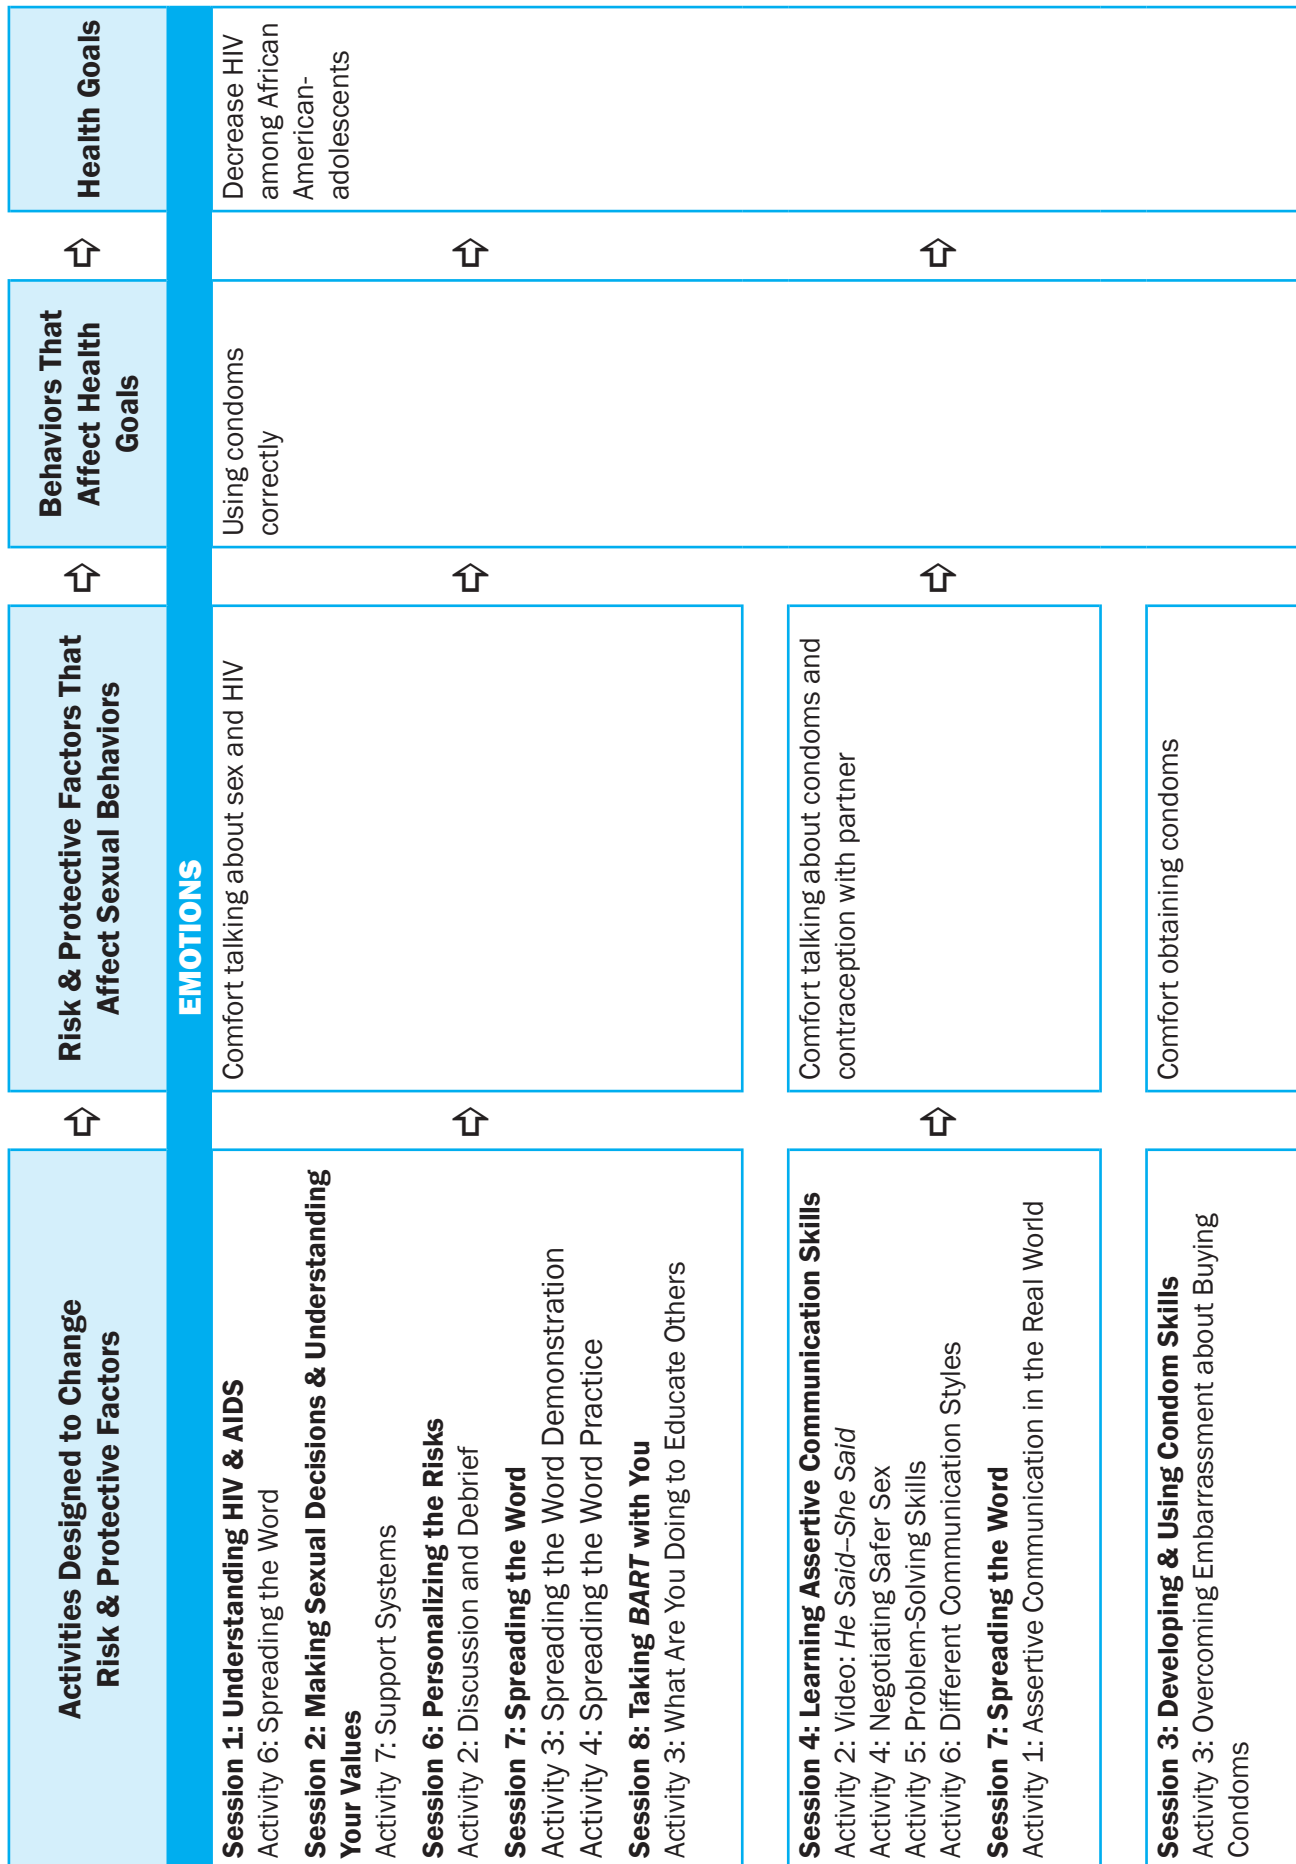 Activities Designed to Change
Risk & Protective Factors
Risk & Protective Factors That
Affect Sexual Behaviors
Behaviors That
Affect Health
Goals
Health Goals
EMOTIONS
Session 1: Understanding HIV & AIDS
Activity 6: Spreading the Word
Session 2: Making Sexual Decisions & Understanding
Your Values
Activity 7: Support Systems
Session 6: Personalizing the Risks
Activity 2: Discussion and Debrief
Session 7: Spreading the Word
Activity 3: Spreading the Word Demonstration
Activity 4: Spreading the Word Practice
Session 8: Taking BART with You
Activity 3: What Are You Doing to Educate Others
Comfort talking about sex and HIV
Using condoms
correctly
Decrease HIV
among African
American-
adolescents
Session 4: Learning Assertive Communication Skills
Activity 2: Video: He Said--She Said
Activity 4: Negotiating Safer Sex
Activity 5: Problem-Solving Skills
Activity 6: Different Communication Styles
Session 7: Spreading the Word
Activity 1: Assertive Communication in the Real World
Comfort talking about condoms and
contraception with partner
Session 3: Developing & Using Condom Skills
Activity 3: Overcoming Embarrassment about Buying
Condoms
Comfort obtaining condoms